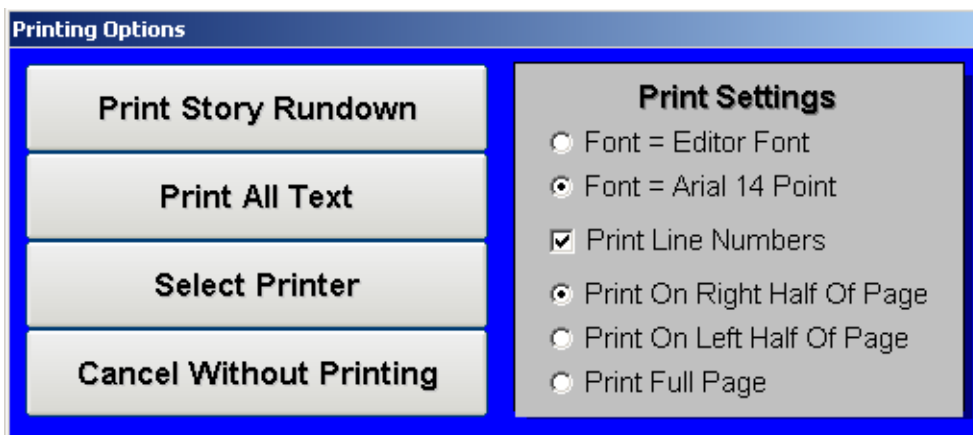 Printing Options
Print Story Rundown
Print All Text
Select Printer
Cancel Without Printing
Print Settings
Font = Editor Font
Font = Arial 14 Point
Print Line Numbers
Print On Right Half Of Page
Print On Left Half Of Page
Print Full Page